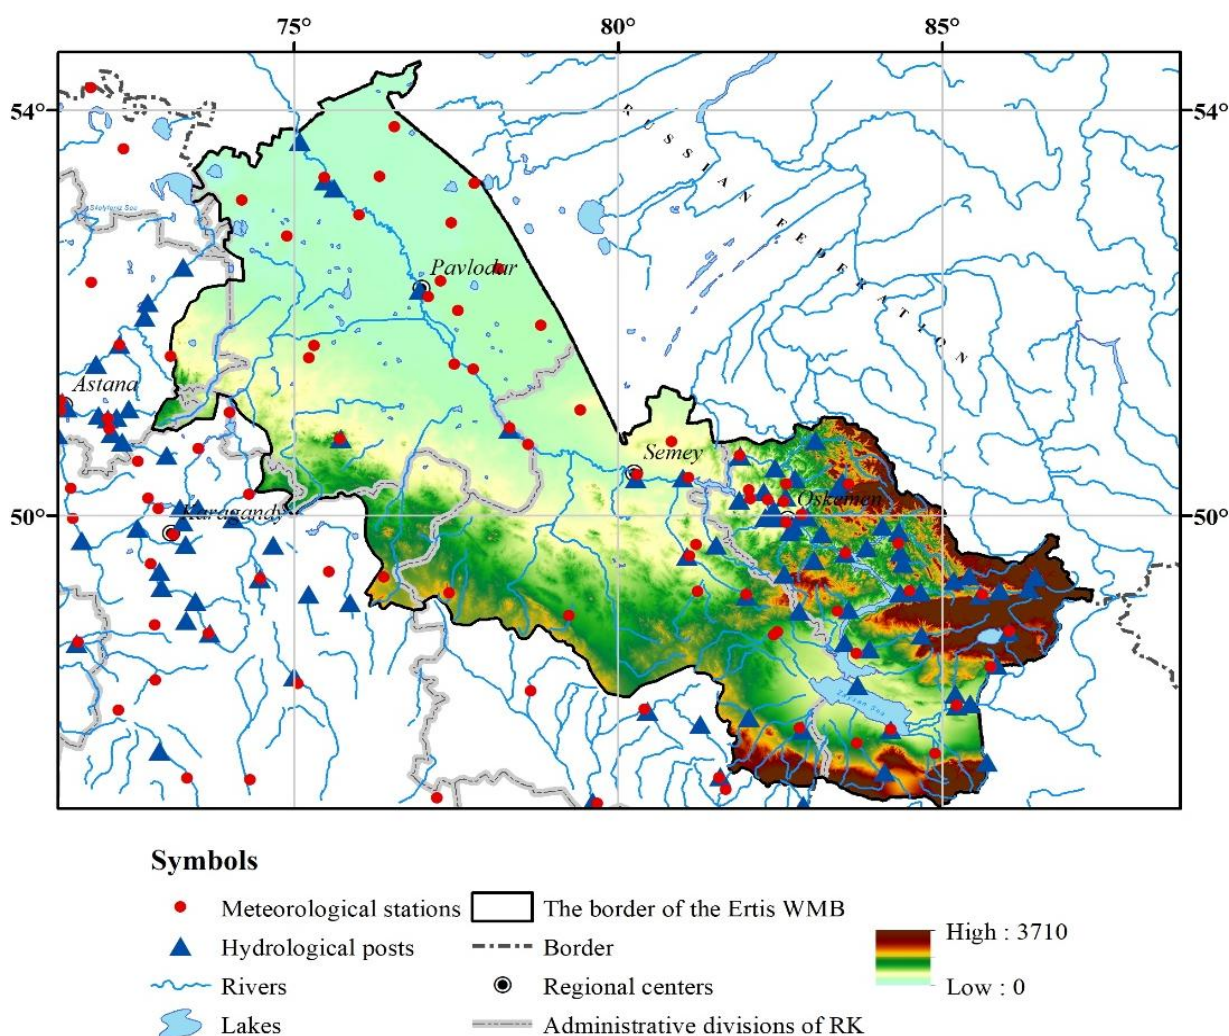 75° 80° 85°
54° 54°
RUSSIAN FEDERATION
Pavlodar
Astana
Semey
Oskemen
Karagandy
50° 50°
Zaysan Sea
Symbols
Meteorological stations
Hydrological posts
Rivers
Lakes
The border of the Ertis WMB
Border
Regional centers
Administrative divisions of RK
High : 3710
Low : 0